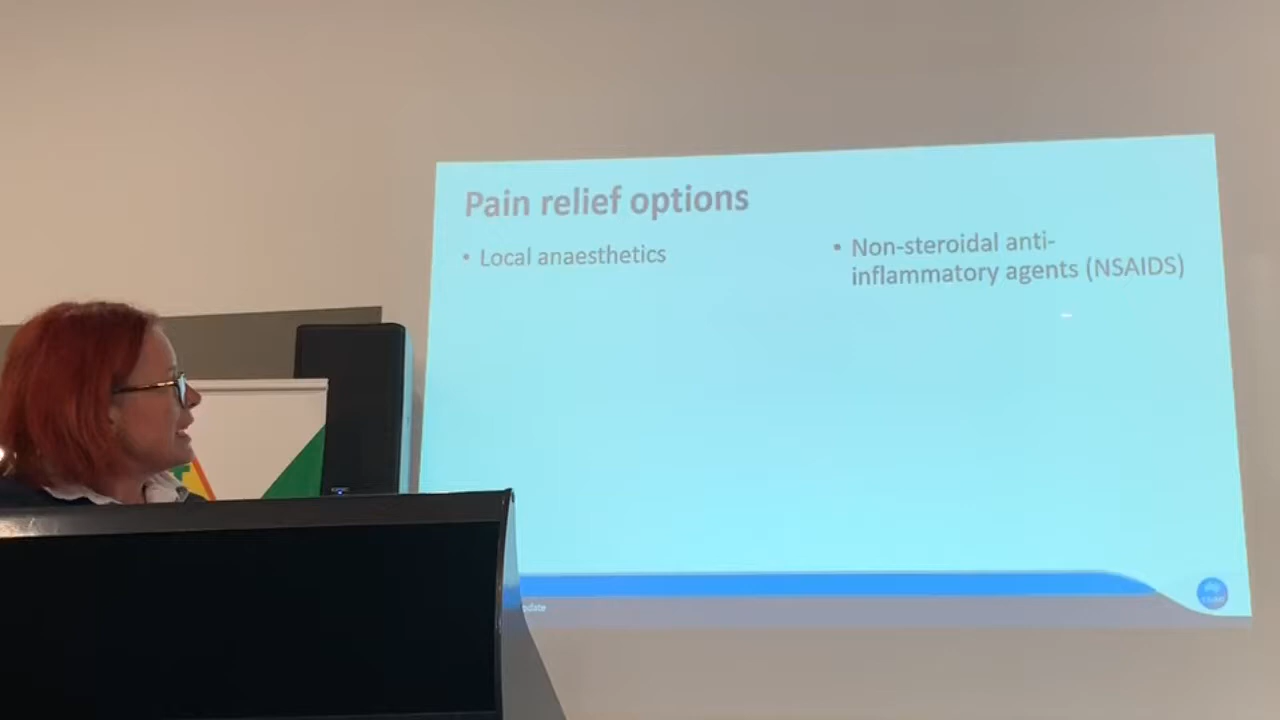 Pain relief options
• Local anaesthetics
• Non-steroidal anti-
inflammatory agents (NSAIDS)